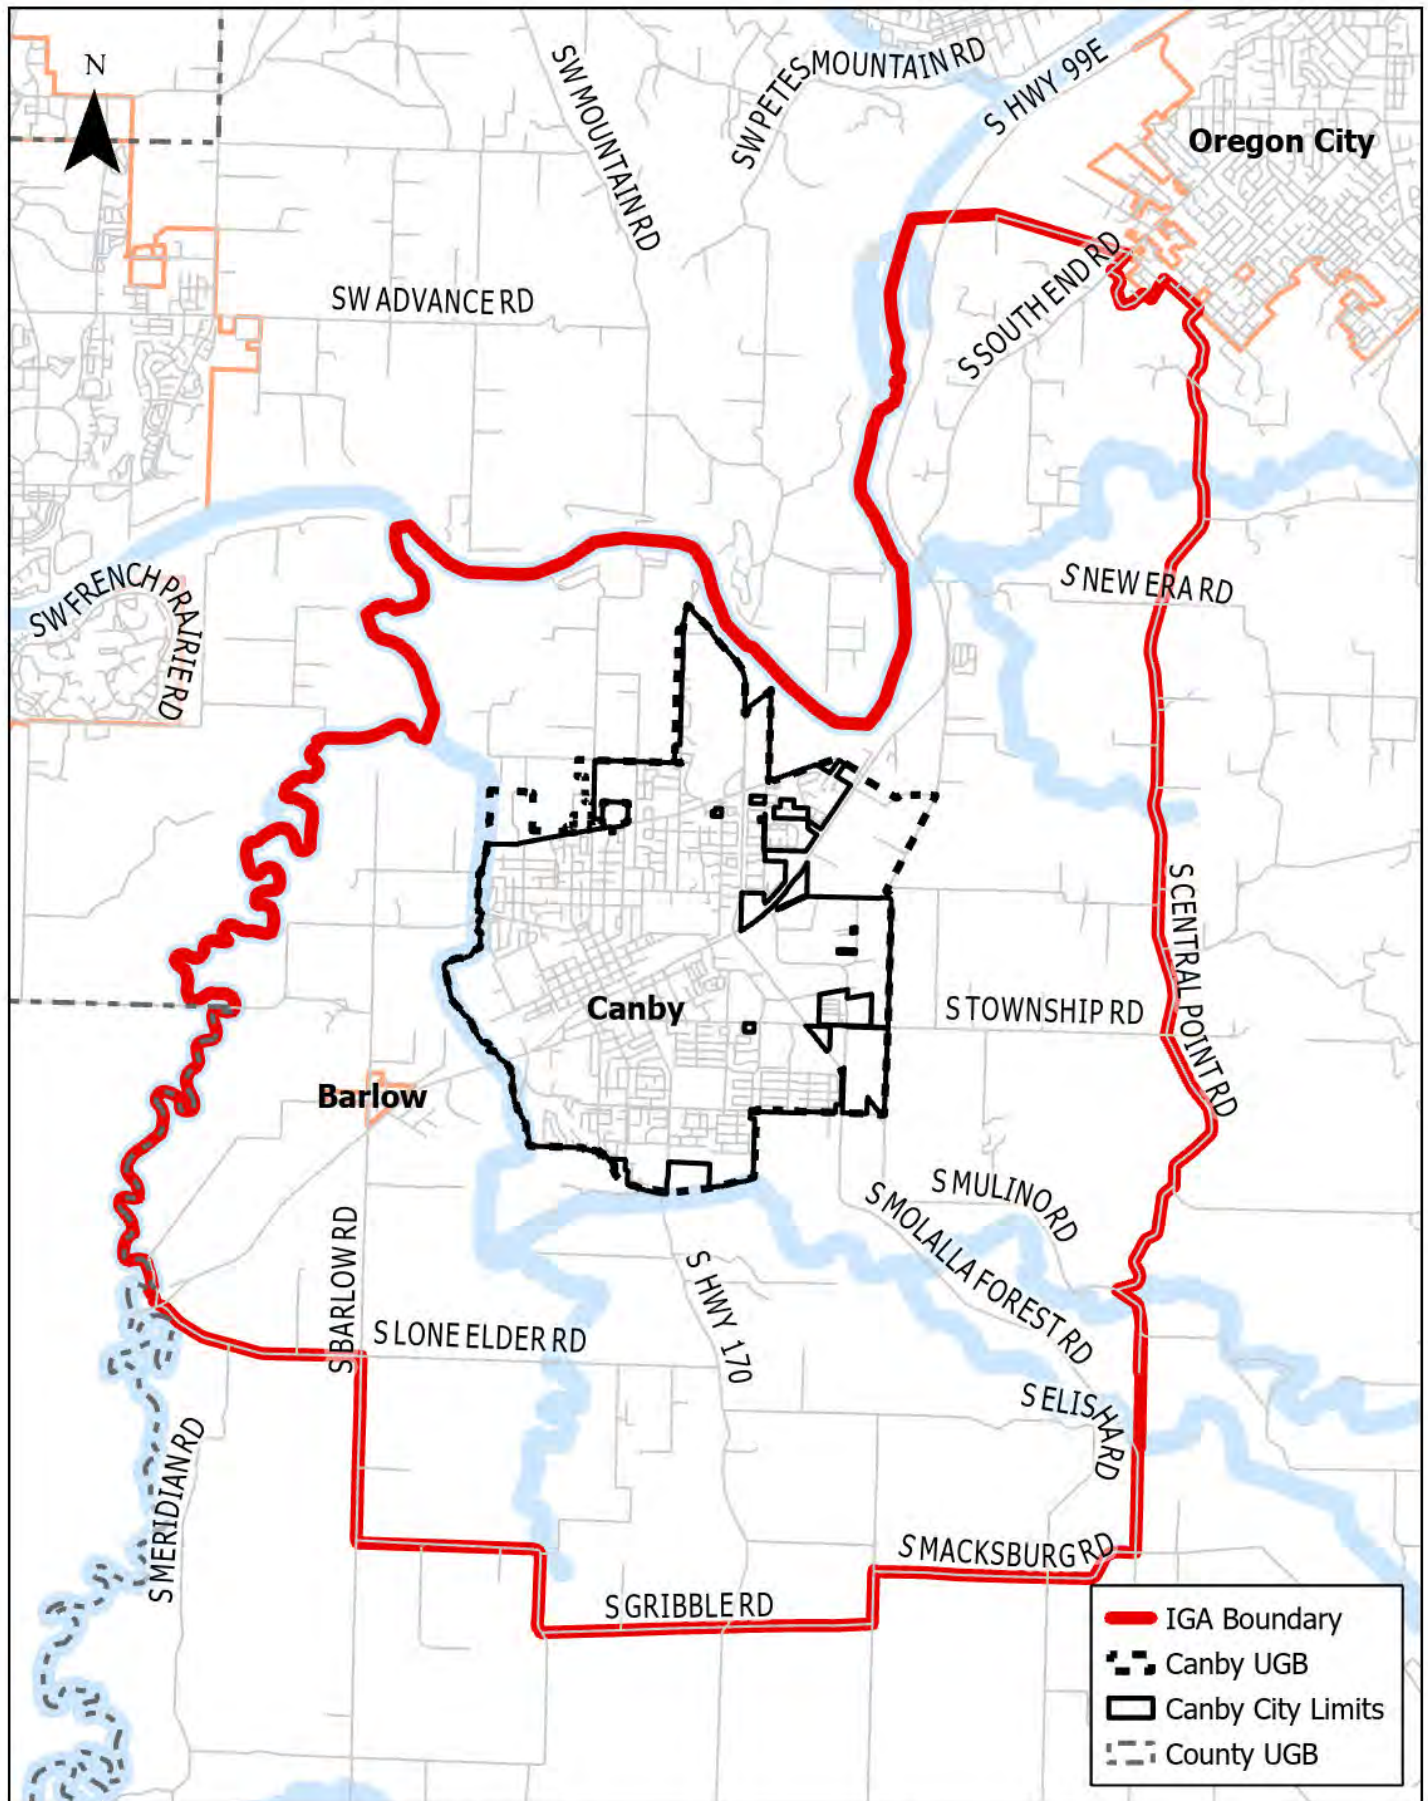 N
SW MOUNTAIN RD
SW PETES MOUNTAIN RD
S HWY 99E
Oregon City
SW ADVANCE RD
S SOUTH END RD
SW FRENCH PRAIRIE RD
S NEW ERA RD
S CENTRAL POINT RD
Canby
S TOWNSHIP RD
Barlow
S MULINO RD
S MOLALLA FOREST RD
S BARLOW RD
S HWY 170
S LONE ELDER RD
S ELISHA RD
S MERIDIAN RD
S MACKSBURG RD
S GRIBBLE RD
IGA Boundary
Canby UGB
Canby City Limits
County UGB